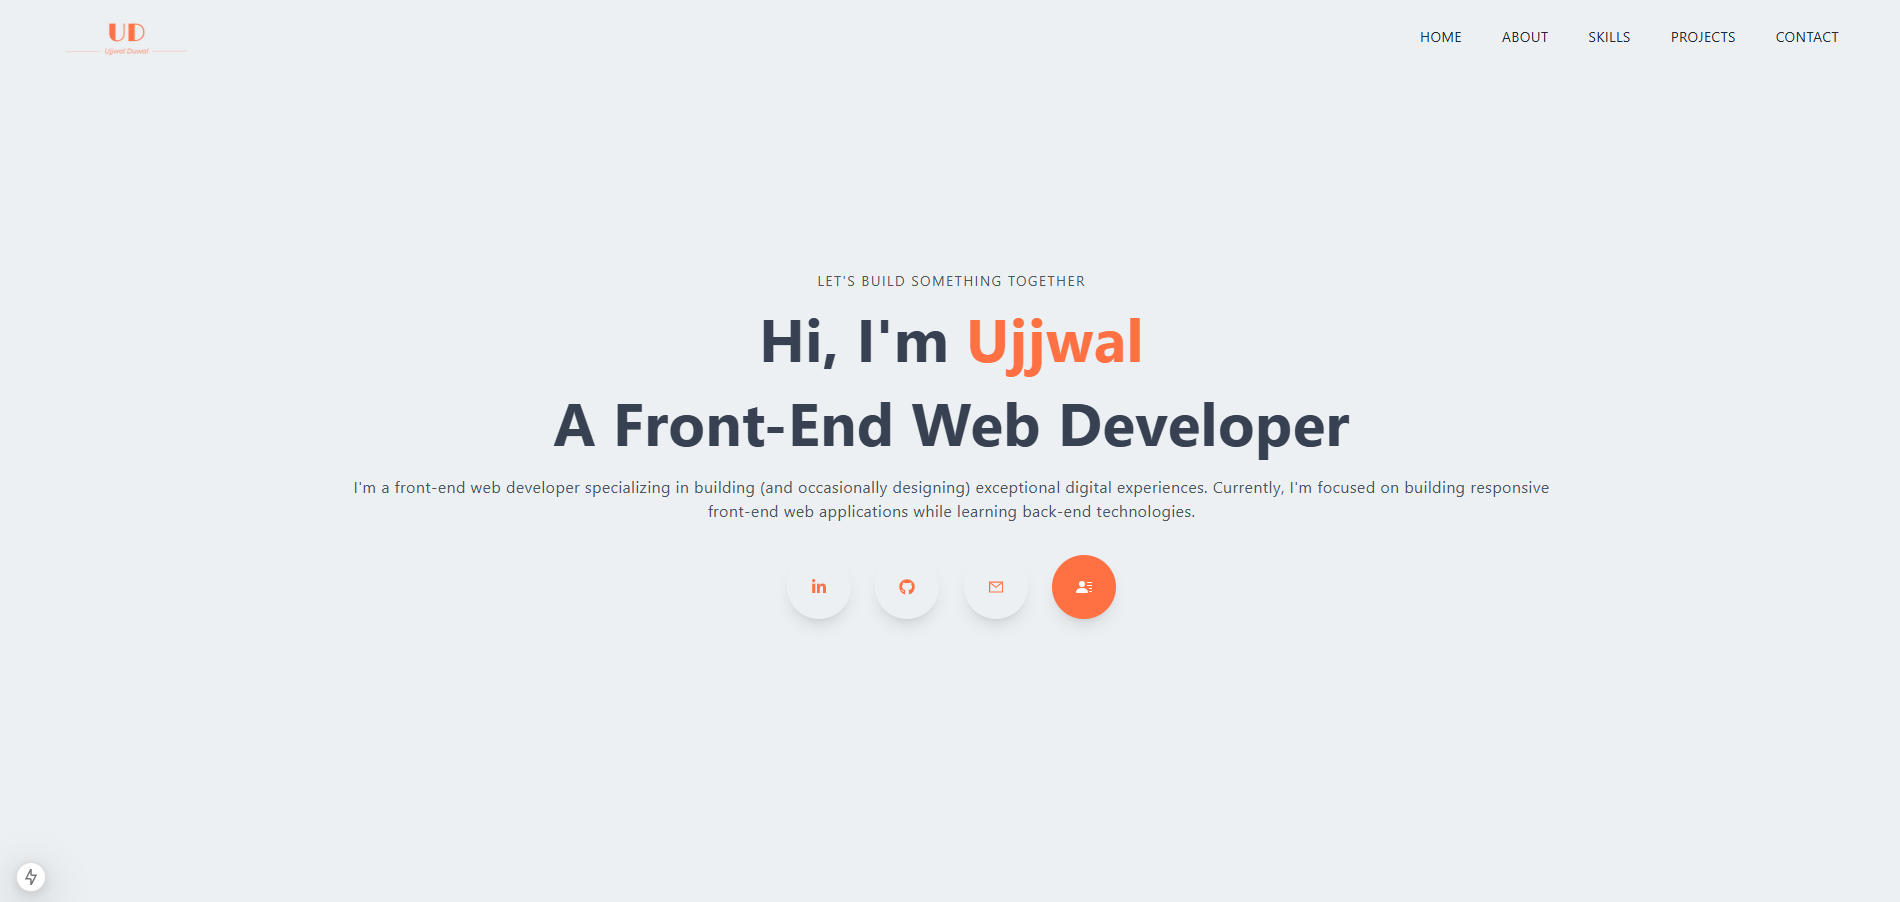 UD
Ujjwal Duwal
HOME ABOUT SKILLS PROJECTS CONTACT
LET'S BUILD SOMETHING TOGETHER
Hi, I'm Ujjwal
A Front-End Web Developer
I'm a front-end web developer specializing in building (and occasionally designing) exceptional digital experiences. Currently, I'm focused on building responsive
front-end web applications while learning back-end technologies.
in